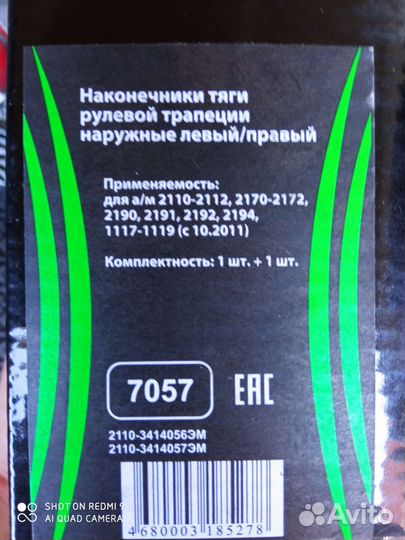 Наконечники тяги
рулевой трапеции
наружные левый/правый
Применяемость:
для а/м 2110-2112, 2170-2172,
2190, 2191, 2192, 2194,
1117-1119 (с 10.2011)
Комплектность: 1 шт. + 1 шт.
7057
ЕАС
2110-3414056ЭМ
2110-3414057ЭМ
4 680003 185278
SHOT ON REDMI 9
AI QUAD CAMERA
Avito